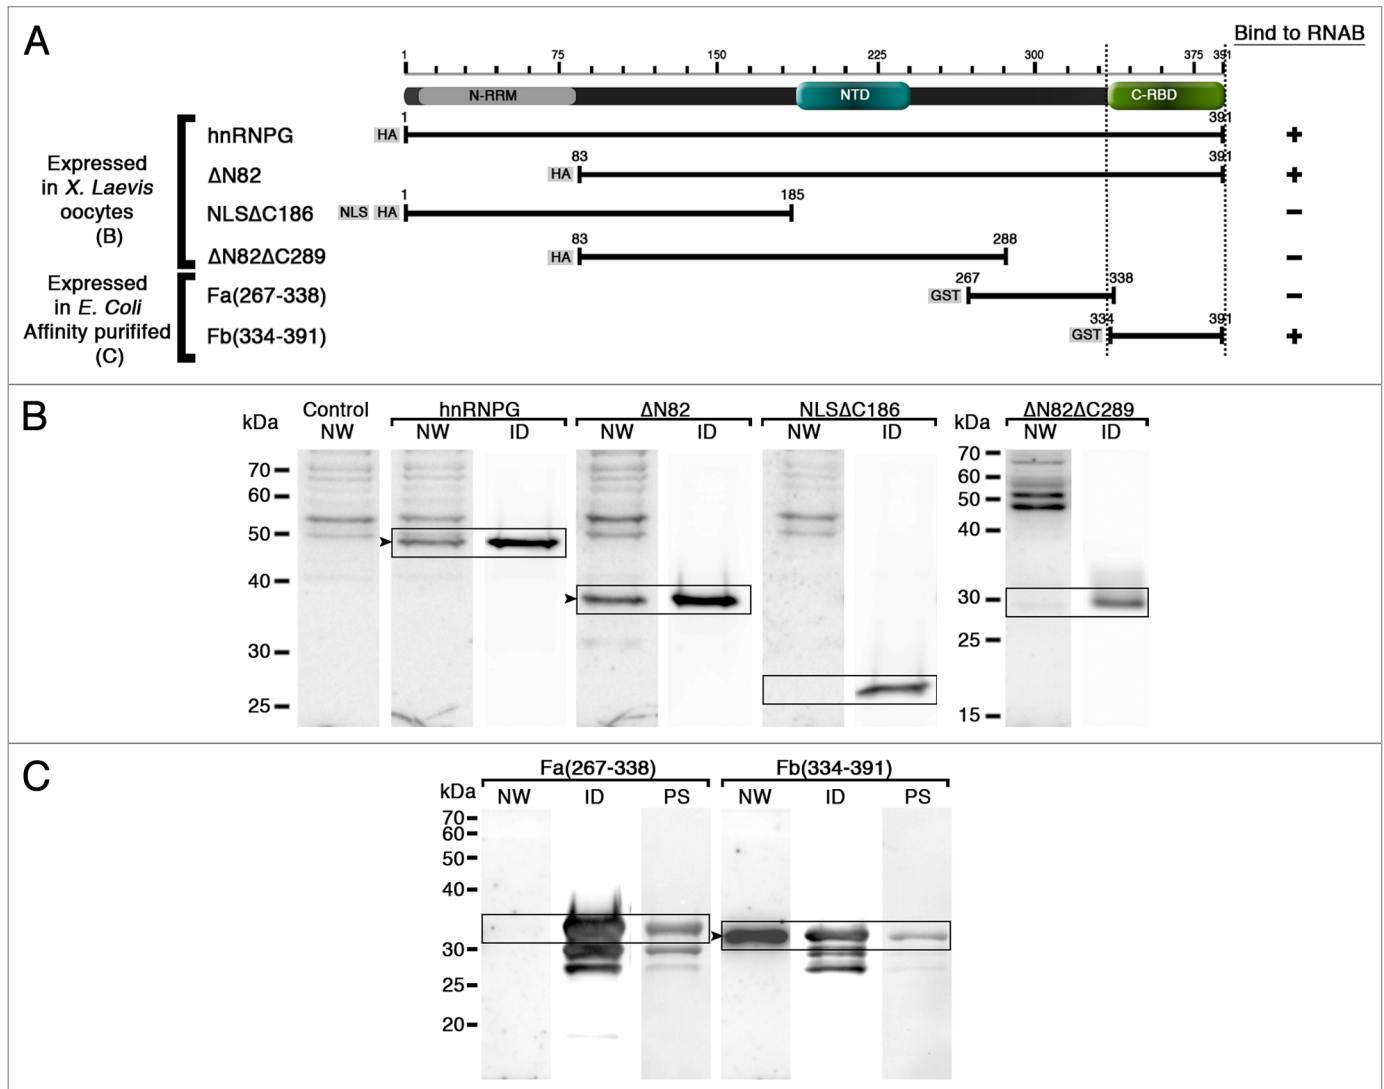 A
Bind to RNAB
1 75 150 225 300 375 391
N-RRM NTD C-RBD
Expressed
in X. Laevis
oocytes
(B)
hnRNPG HA 1 391 +
ΔN82 HA 83 391 +
NLSΔC186 NLS HA 1 185 −
ΔN82ΔC289 HA 83 288 −
Expressed
in E. Coli
Affinity purififed
(C)
Fa(267-338) GST 267 338 −
Fb(334-391) GST 334 391 +
B
kDa Control hnRNPG ΔN82 NLSΔC186 kDa ΔN82ΔC289
NW NW ID NW ID NW ID NW ID
70
60
50
40
30
25
70
60
50
40
30
25
15
C
Fa(267-338) Fb(334-391)
kDa NW ID PS NW ID PS
70
60
50
40
30
25
20